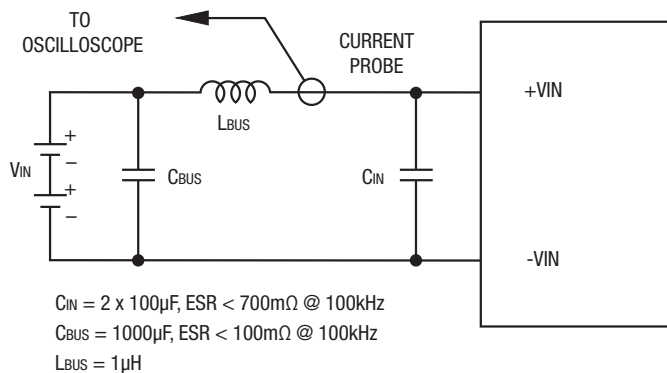 TO
OSCILLOSCOPE
CURRENT
PROBE
+VIN
LBUS
VIN
+
−
+
−
CBUS
CIN
-VIN
CIN = 2 x 100µF, ESR < 700mΩ @ 100kHz
CBUS = 1000µF, ESR < 100mΩ @ 100kHz
LBUS = 1µH